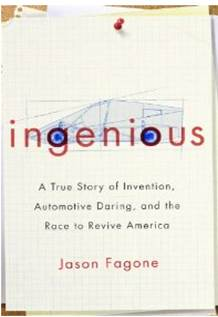 ingenious
A True Story of Invention,
Automotive Daring, and the
Race to Revive America
Jason Fagone